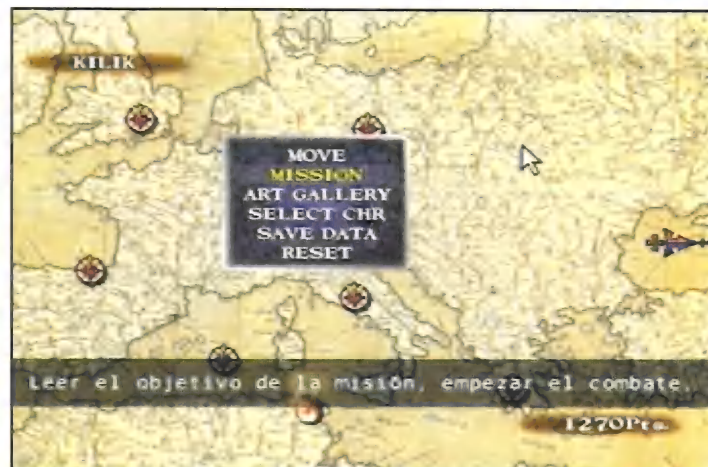 KILIK
MOVE
MISSION
ART GALLERY
SELECT CHR
SAVE DATA
RESET
Leer el objetivo de la misión, empezar el combate.
1270Pts.